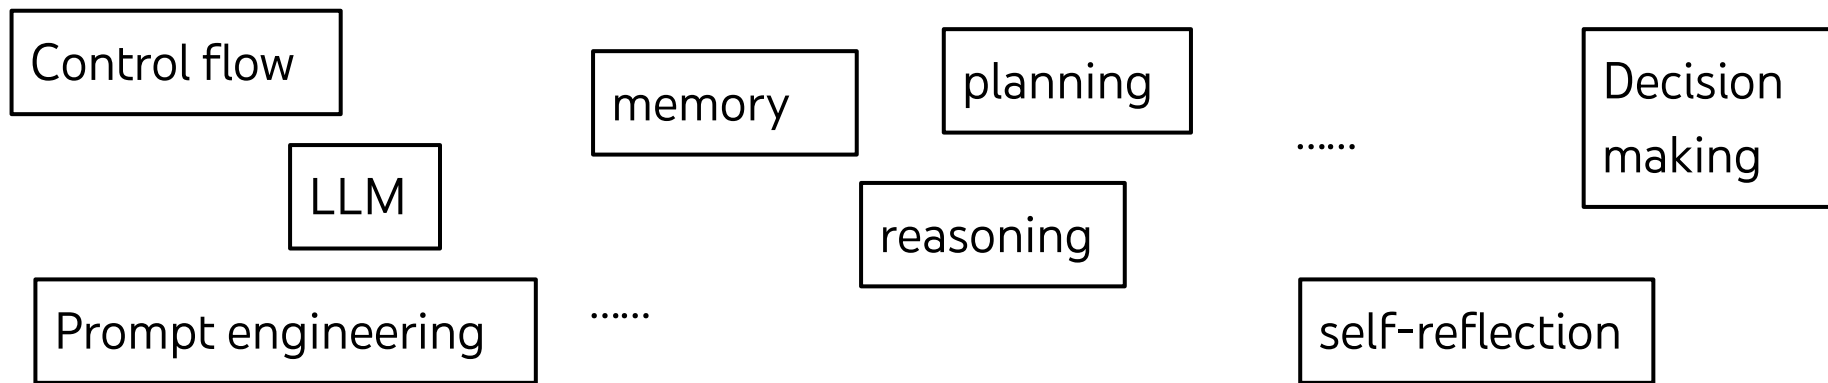 Control flow
memory
planning
Decision
making
……
LLM
reasoning
Prompt engineering
……
self-reflection